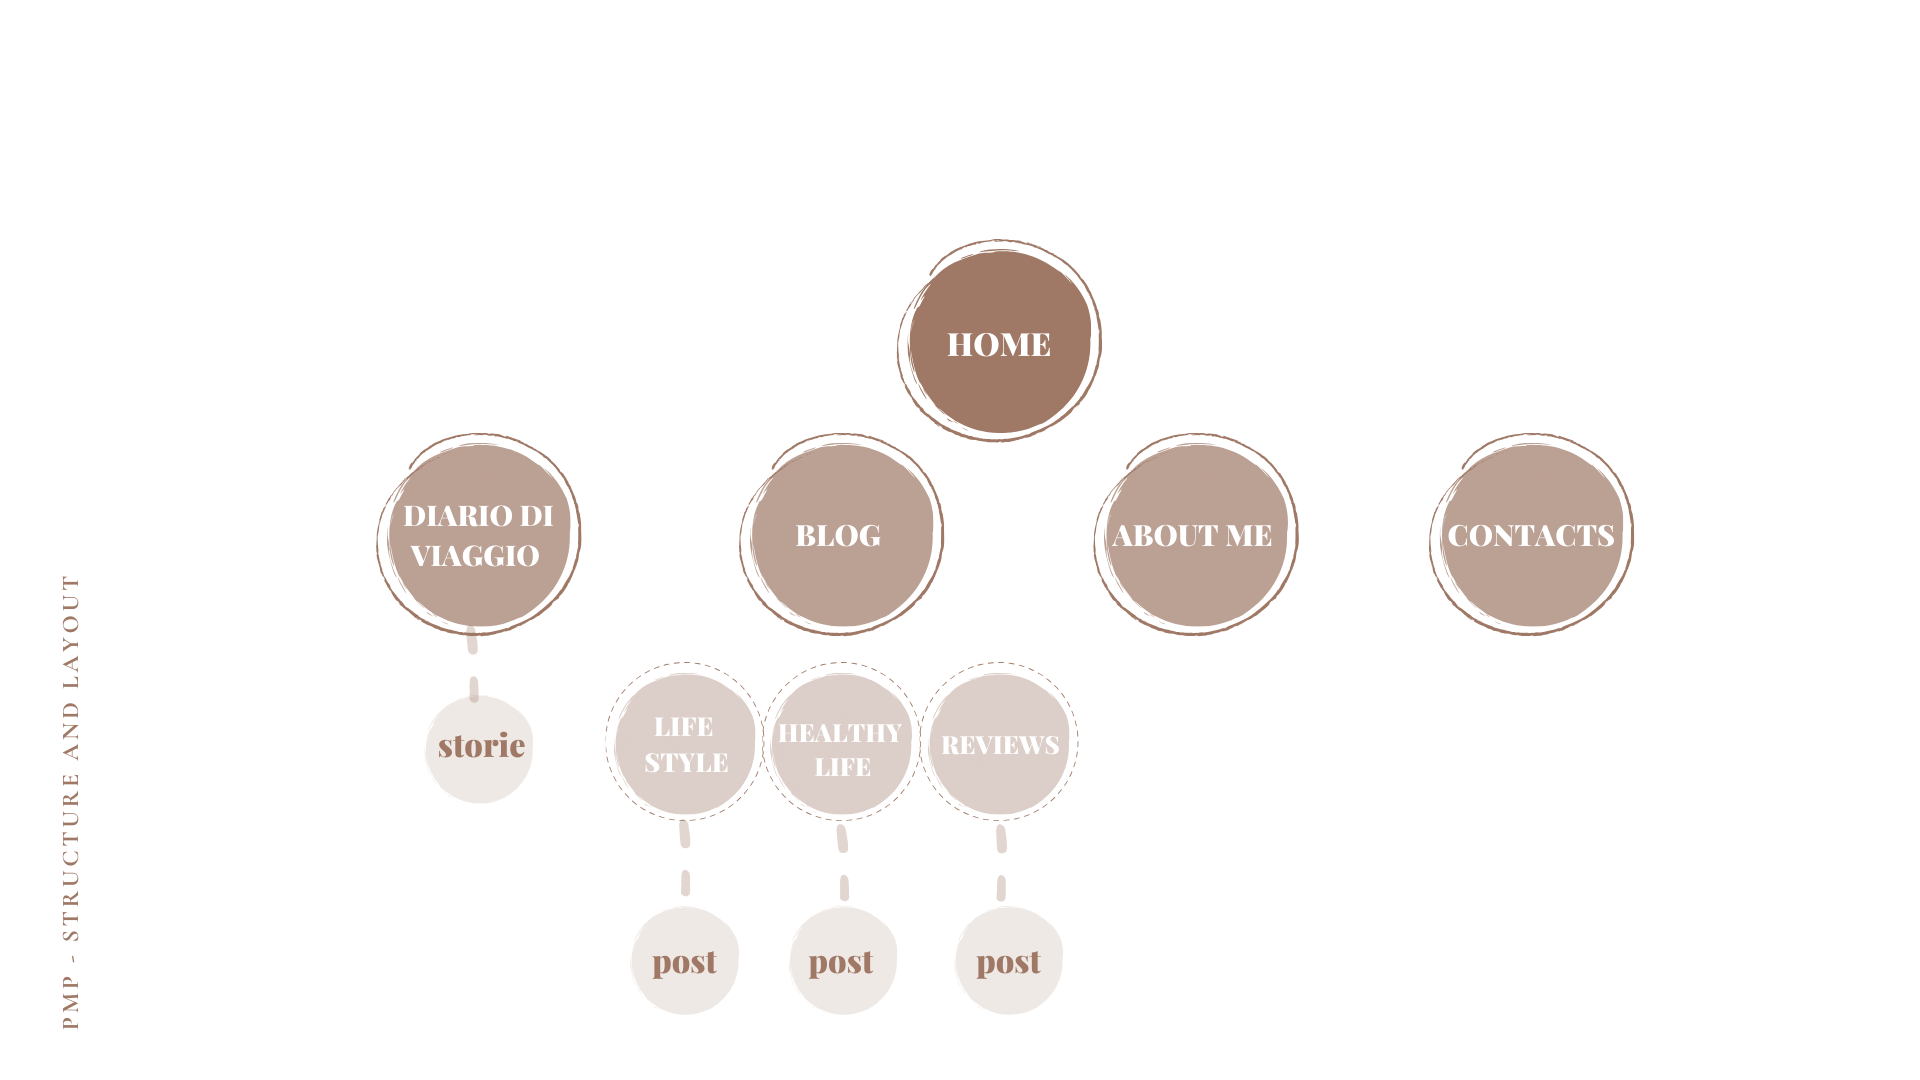 HOME
DIARIO DI
VIAGGIO
BLOG
ABOUT ME
CONTACTS
storie
LIFE
STYLE
HEALTHY
LIFE
REVIEWS
post
post
post
PMP - STRUCTURE AND LAYOUT